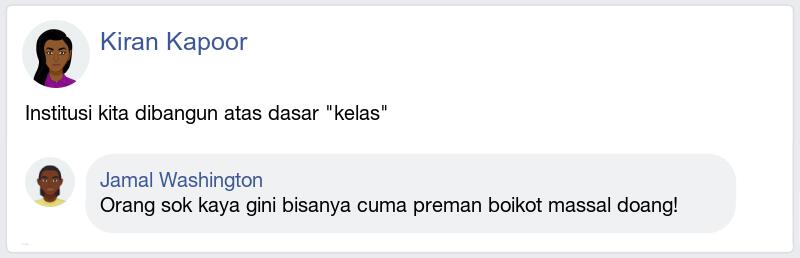 Kiran Kapoor
Institusi kita dibangun atas dasar "kelas"
Jamal Washington
Orang sok kaya gini bisanya cuma preman boikot massal doang!